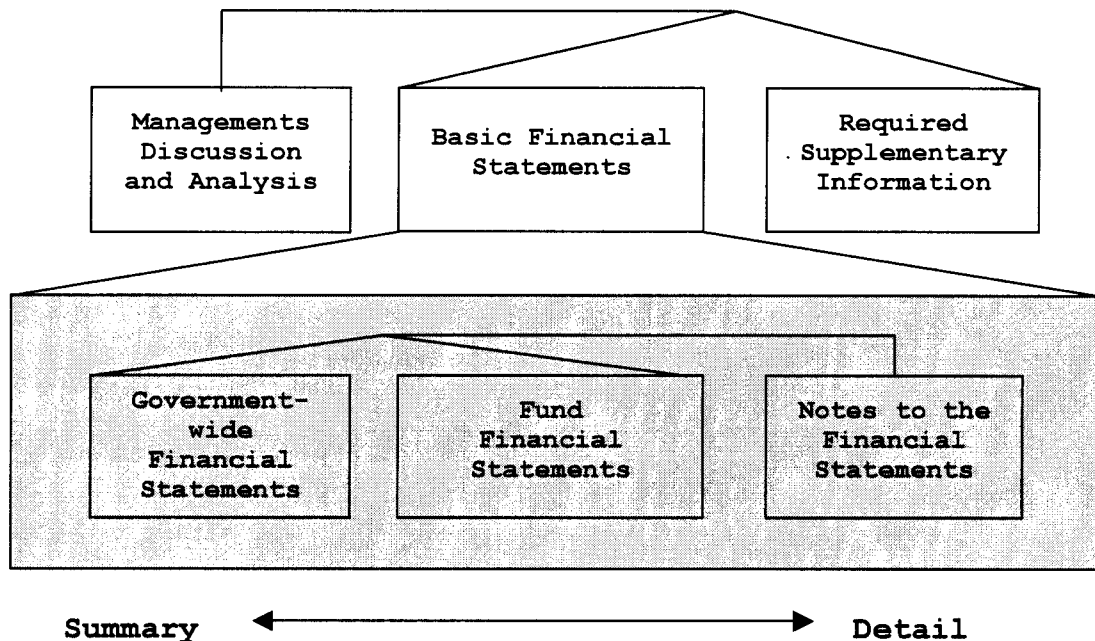 Managements
Discussion
and Analysis
Basic Financial
Statements
Required
Supplementary
Information
Government-
wide
Financial
Statements
Fund
Financial
Statements
Notes to the
Financial
Statements
Summary
Detail